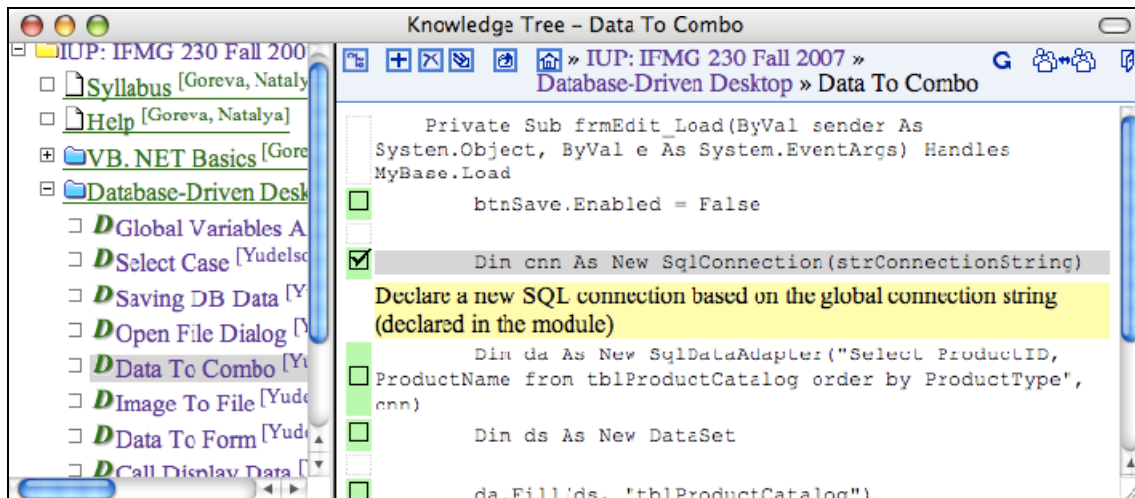 Knowledge Tree – Data To Combo
IUP: IFMG 230 Fall 200
Syllabus [Goreva, Nataly
Help [Goreva, Natalya]
VB. NET Basics [Gore
Database-Driven Desk
D Global Variables A
D Select Case [Yudelso
D Saving DB Data [Y
D Open File Dialog [Y
D Data To Combo [Yu
D Image To File [Yude
D Data To Form [Yude
D Call Display Data [
» IUP: IFMG 230 Fall 2007 »
Database-Driven Desktop » Data To Combo
G
Private Sub frmEdit_Load(ByVal sender As
System.Object, ByVal e As System.EventArgs) Handles
MyBase.Load
btnSave.Enabled = False
Dim cnn As New SqlConnection(strConnectionString)
Declare a new SQL connection based on the global connection string
(declared in the module)
Dim da As New SqlDataAdapter("Select ProductID,
ProductName from tblProductCatalog order by ProductType",
cnn)
Dim ds As New DataSet
da.Fill(ds, "tblProductCatalog")